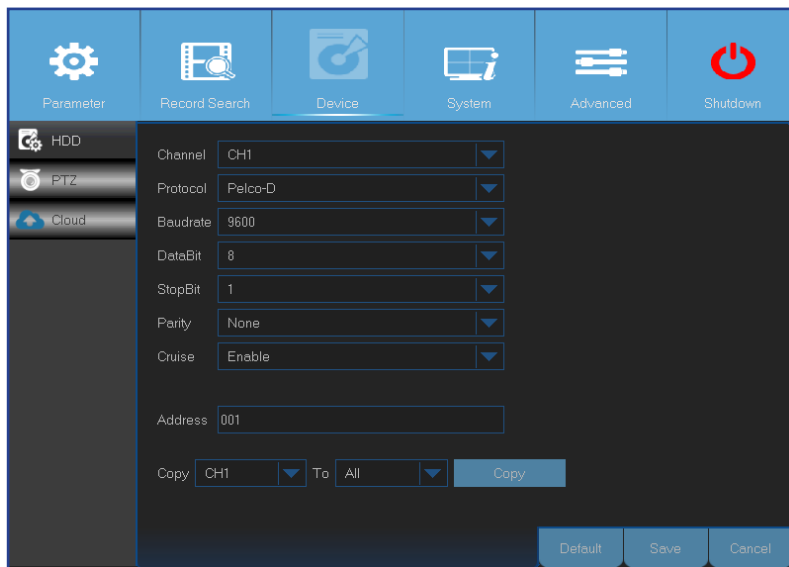 Parameter Record Search Device System Advanced Shutdown
HDD
PTZ
Cloud
Channel CH1
Protocol Pelco-D
Baudrate 9600
DataBit 8
StopBit 1
Parity None
Cruise Enable
Address 001
Copy CH1 To All Copy
Default Save Cancel